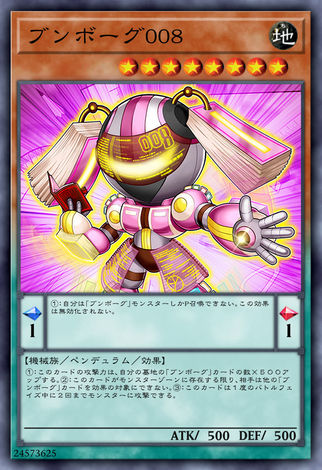 ブンボーグ008
地
008
①:自分は「ブンボーグ」モンスターしかP召喚できない。この効果
は無効化されない。
1
1
【機械族/ペンデュラム/効果】
①:このカードの攻撃力は、自分の墓地の「ブンボーグ」カードの数×500ア
ップする。②:このカードがモンスターゾーンに存在する限り、相手は他の「ブ
ンボーグ」カードを効果の対象にできない。③:このカードは1度のバトルフェ
イズ中に2回までモンスターに攻撃できる。
ATK/ 500 DEF/ 500
24573625